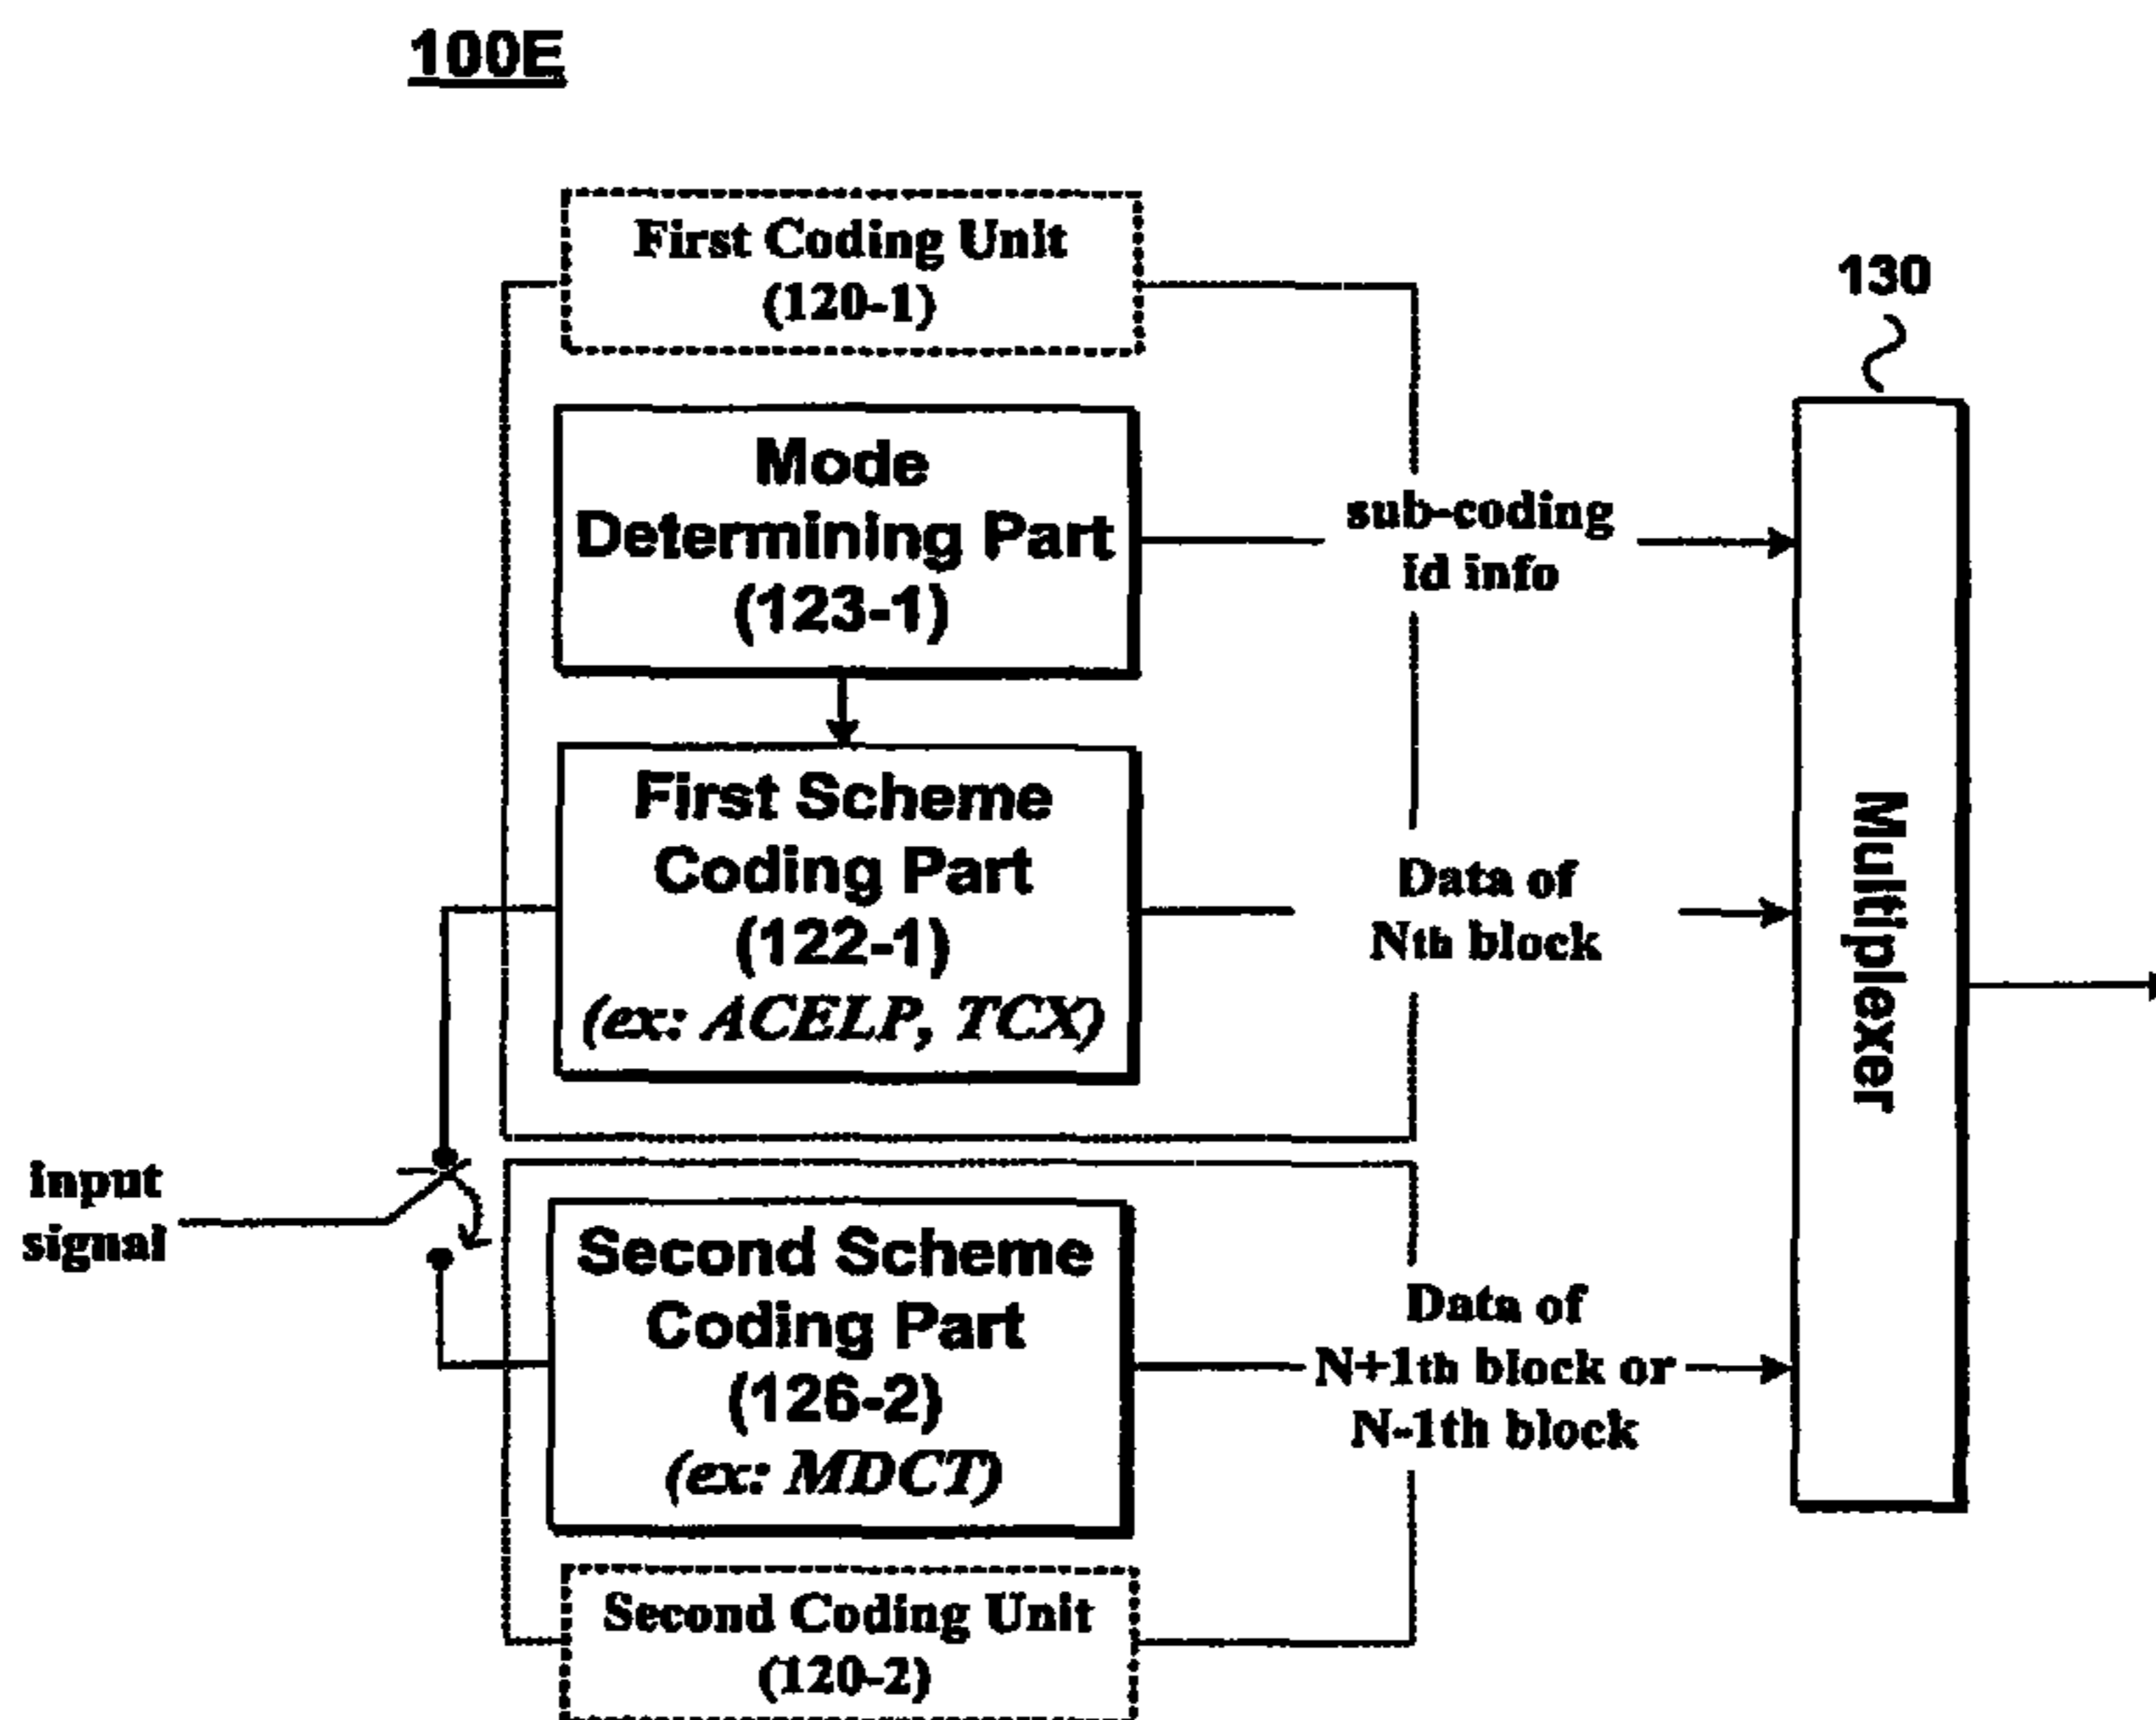 100E
First Coding Unit
(120-1)
130
Mode
Determining Part
(123-1)
sub-coding
id info
First Scheme
Coding Part
(122-1)
(ex: ACELP, TCX)
Data of
Nth block
Multiplexer
input
signal
Second Scheme
Coding Part
(126-2)
(ex: MDCT)
Data of
N+1th block or
N-1th block
Second Coding Unit
(120-2)